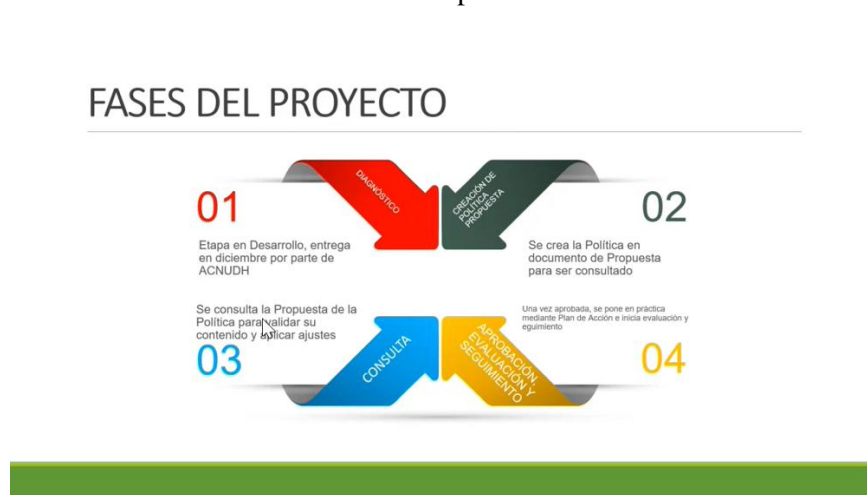 FASES DEL PROYECTO
DIAGNÓSTICO
01
Etapa en Desarrollo, entrega
en diciembre por parte de
ACNUDH
CREACIÓN DE
POLÍTICA
PROPUESTA
02
Se crea la Política en
documento de Propuesta
para ser consultado
Se consulta la Propuesta de la
Política para validar su
contenido y aplicar ajustes
03
CONSULTA
Una vez aprobada, se pone en práctica
mediante Plan de Acción e inicia evaluación y
eguimiento
04
APROBACIÓN,
EVALUACIÓN Y
SEGUIMIENTO